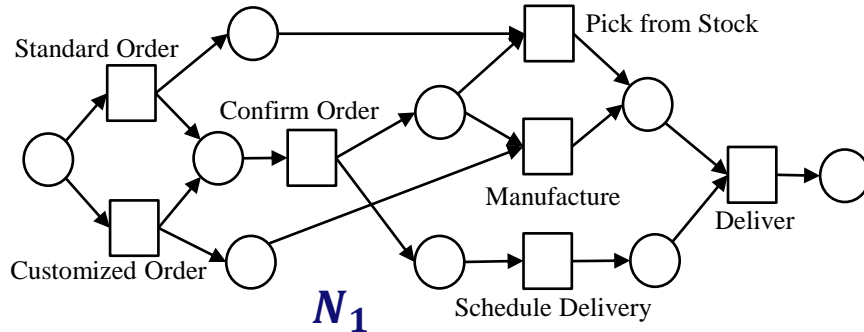 Pick from Stock
Standard Order
Confirm Order
Manufacture
Deliver
Customized Order
Schedule Delivery
N₁